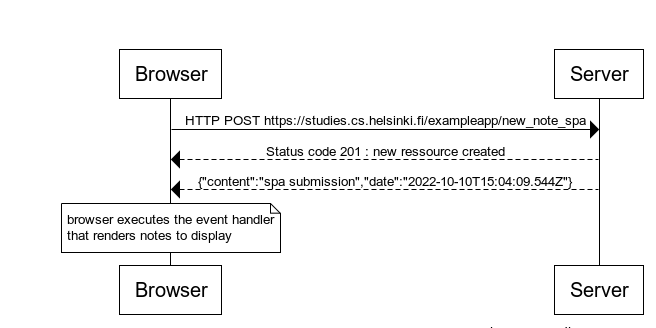 Browser
Server
HTTP POST https://studies.cs.helsinki.fi/exampleapp/new_note_spa
Status code 201 : new ressource created
{"content":"spa submission","date":"2022-10-10T15:04:09.544Z"}
browser executes the event handler
that renders notes to display
Browser
Server